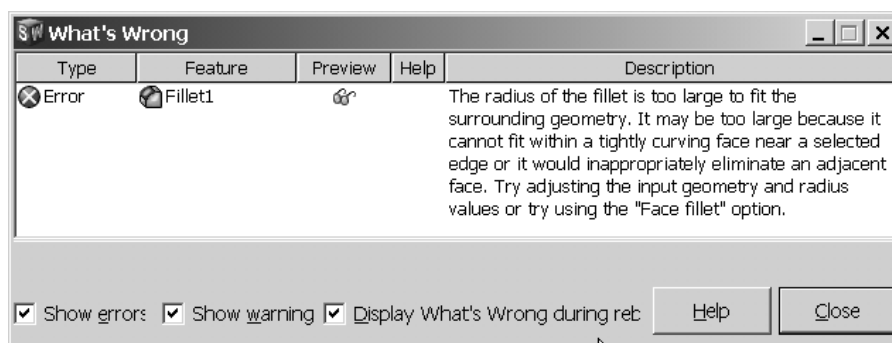 SW What's Wrong
Type Feature Preview Help Description
Error Fillet1 The radius of the fillet is too large to fit the
surrounding geometry. It may be too large because it
cannot fit within a tightly curving face near a selected
edge or it would inappropriately eliminate an adjacent
face. Try adjusting the input geometry and radius
values or try using the "Face fillet" option.
Show errors Show warning Display What's Wrong during reb Help Close